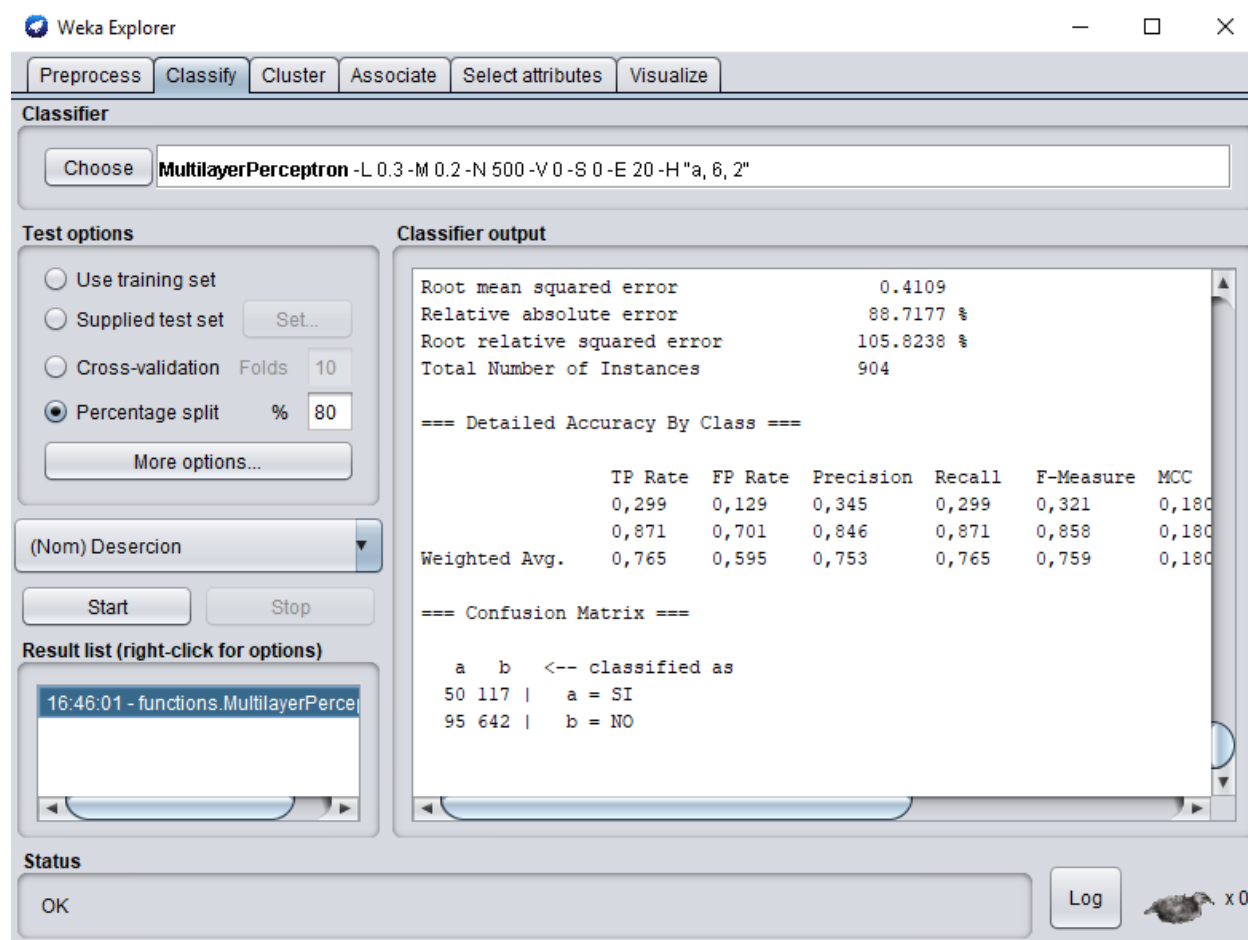 Weka Explorer
Preprocess Classify Cluster Associate Select attributes Visualize
Classifier
Choose MultilayerPerceptron -L 0.3 -M 0.2 -N 500 -V 0 -S 0 -E 20 -H "a, 6, 2"
Test options
Use training set
Supplied test set Set...
Cross-validation Folds 10
Percentage split % 80
More options...
(Nom) Desercion
Start Stop
Result list (right-click for options)
16:46:01 - functions.MultilayerPercep
Classifier output
Root mean squared error 0.4109
Relative absolute error 88.7177 %
Root relative squared error 105.8238 %
Total Number of Instances 904
=== Detailed Accuracy By Class ===
TP Rate FP Rate Precision Recall F-Measure MCC
0,299 0,129 0,345 0,299 0,321 0,180
0,871 0,701 0,846 0,871 0,858 0,180
Weighted Avg. 0,765 0,595 0,753 0,765 0,759 0,180
=== Confusion Matrix ===
a b <-- classified as
50 117 | a = SI
95 642 | b = NO
Status
OK
Log
x 0